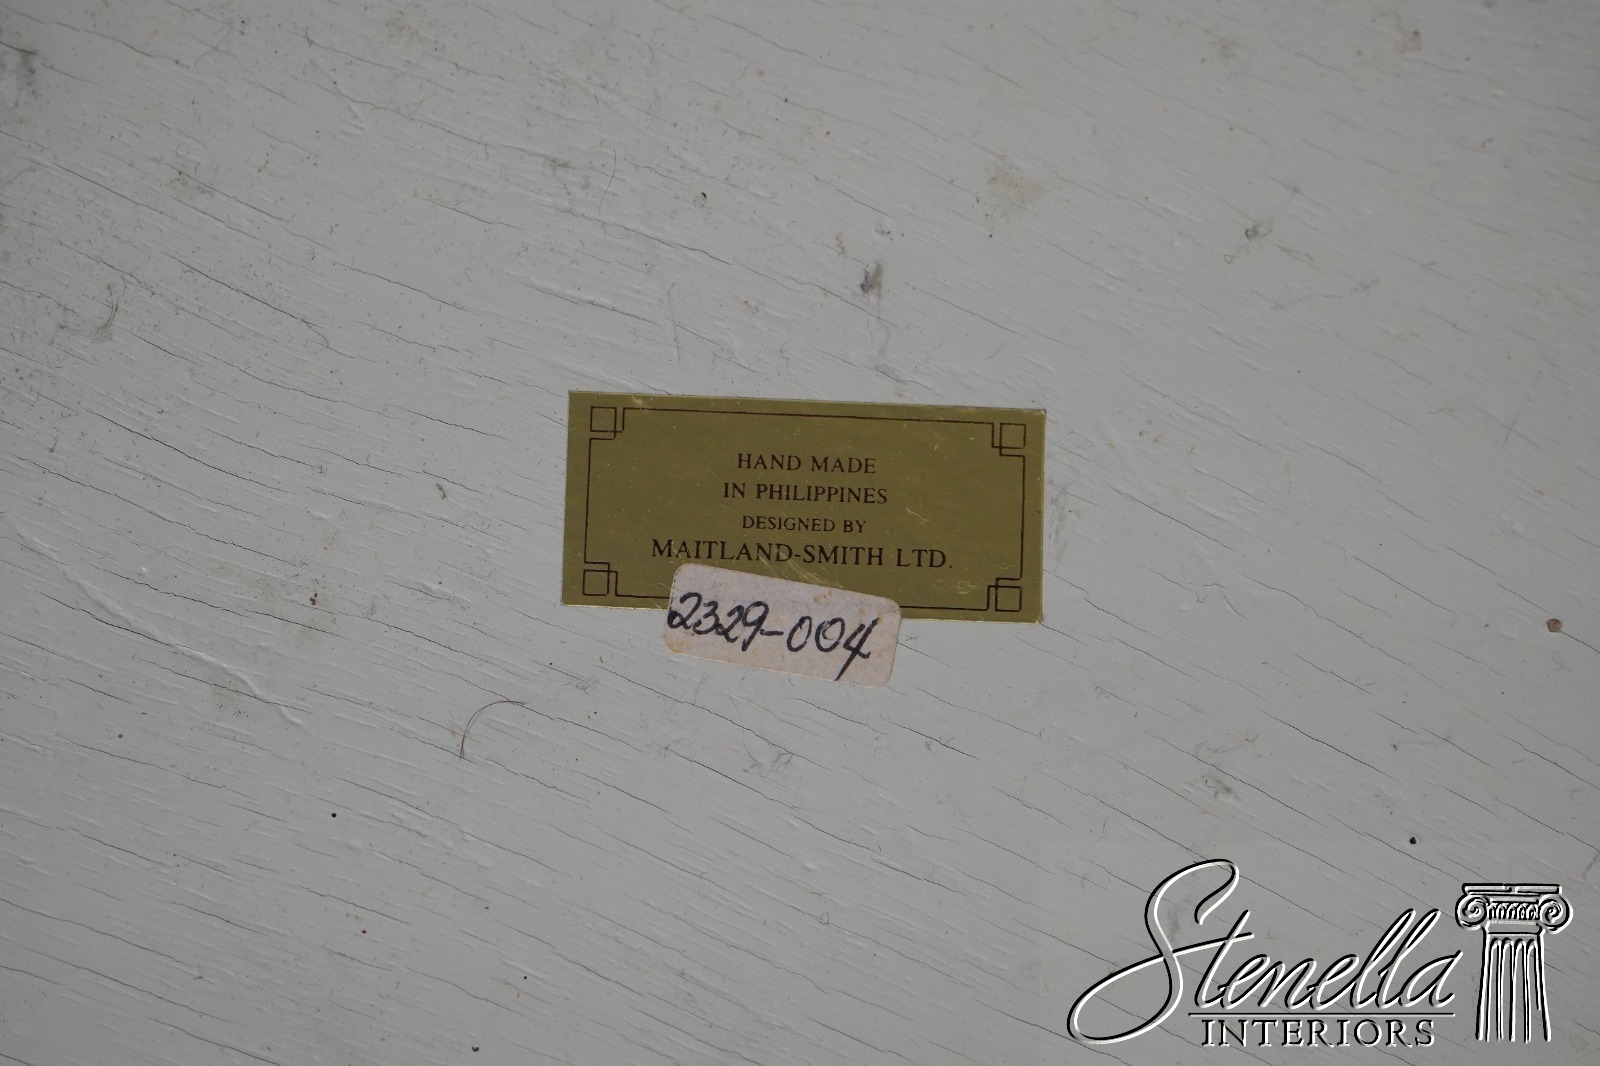 HAND MADE
IN PHILIPPINES
DESIGNED BY
MAITLAND-SMITH LTD.
2329-004
Stenella
INTERIORS